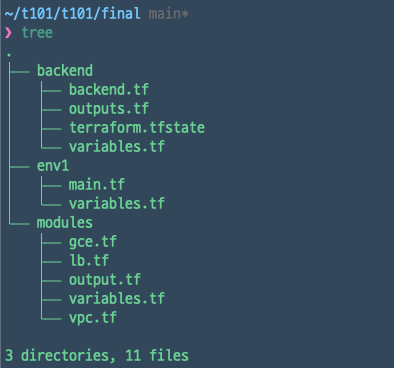 ~/t101/t101/final main*
❯ tree
.
├── backend
│   ├── backend.tf
│   ├── outputs.tf
│   ├── terraform.tfstate
│   └── variables.tf
├── env1
│   ├── main.tf
│   └── variables.tf
└── modules
    ├── gce.tf
    ├── lb.tf
    ├── output.tf
    ├── variables.tf
    └── vpc.tf
3 directories, 11 files